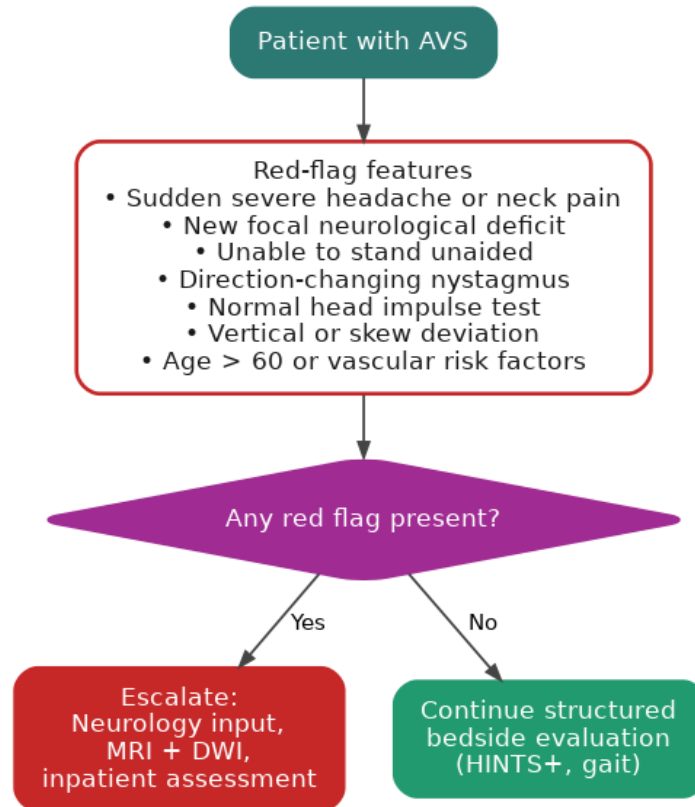 Patient with AVS
Red-flag features
• Sudden severe headache or neck pain
• New focal neurological deficit
• Unable to stand unaided
• Direction-changing nystagmus
• Normal head impulse test
• Vertical or skew deviation
• Age > 60 or vascular risk factors
Any red flag present?
Yes
No
Escalate:
Neurology input,
MRI + DWI,
inpatient assessment
Continue structured
bedside evaluation
(HINTS+, gait)